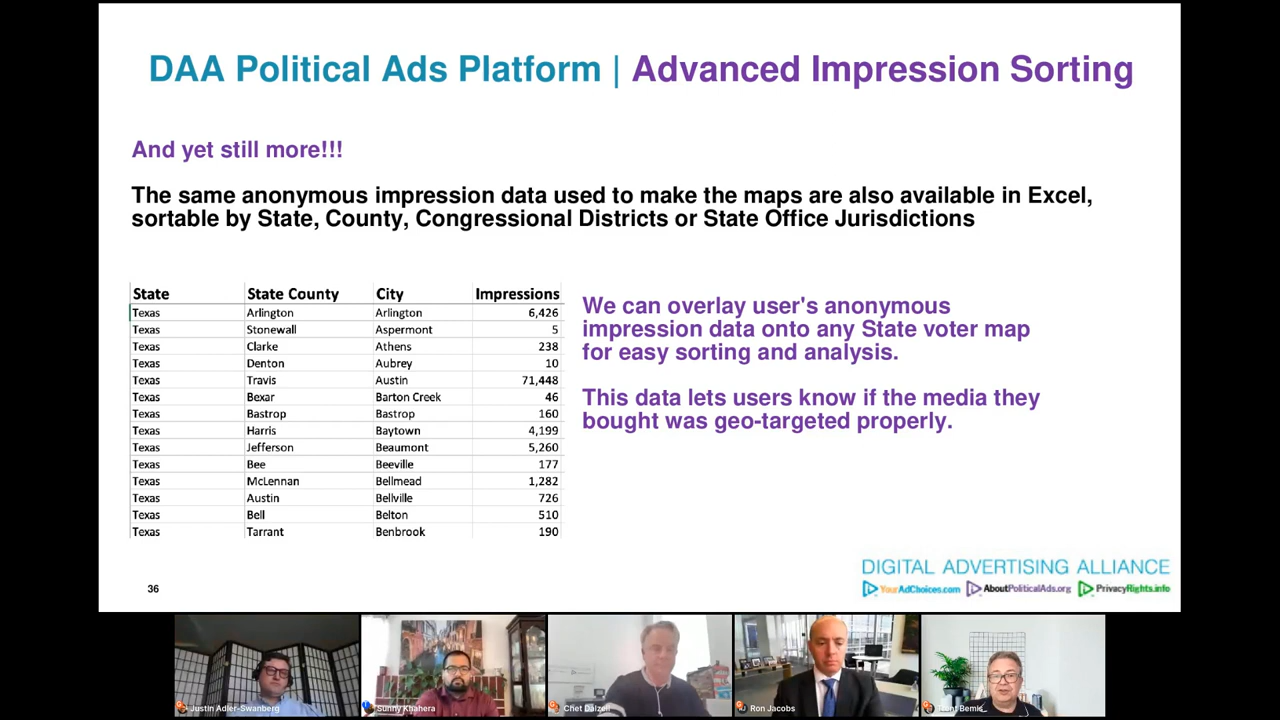 DAA Political Ads Platform | Advanced Impression Sorting
And yet still more!!!
The same anonymous impression data used to make the maps are also available in Excel,
sortable by State, County, Congressional Districts or State Office Jurisdictions
State State County City Impressions
Texas Arlington Arlington 6,426
Texas Stonewall Aspermont 5
Texas Clarke Athens 238
Texas Denton Aubrey 10
Texas Travis Austin 71,448
Texas Bexar Barton Creek 46
Texas Bastrop Bastrop 160
Texas Harris Baytown 4,199
Texas Jefferson Beaumont 5,260
Texas Bee Beeville 177
Texas McLennan Bellmead 1,282
Texas Austin Bellville 726
Texas Bell Belton 510
Texas Tarrant Benbrook 190
We can overlay user's anonymous
impression data onto any State voter map
for easy sorting and analysis.
This data lets users know if the media they
bought was geo-targeted properly.
36
DIGITAL ADVERTISING ALLIANCE
YourAdChoices.com AboutPoliticalAds.org PrivacyRights.info
Justin Adler-Swanberg
Sunny Khahera
Chet Dalzell
Ron Jacobs